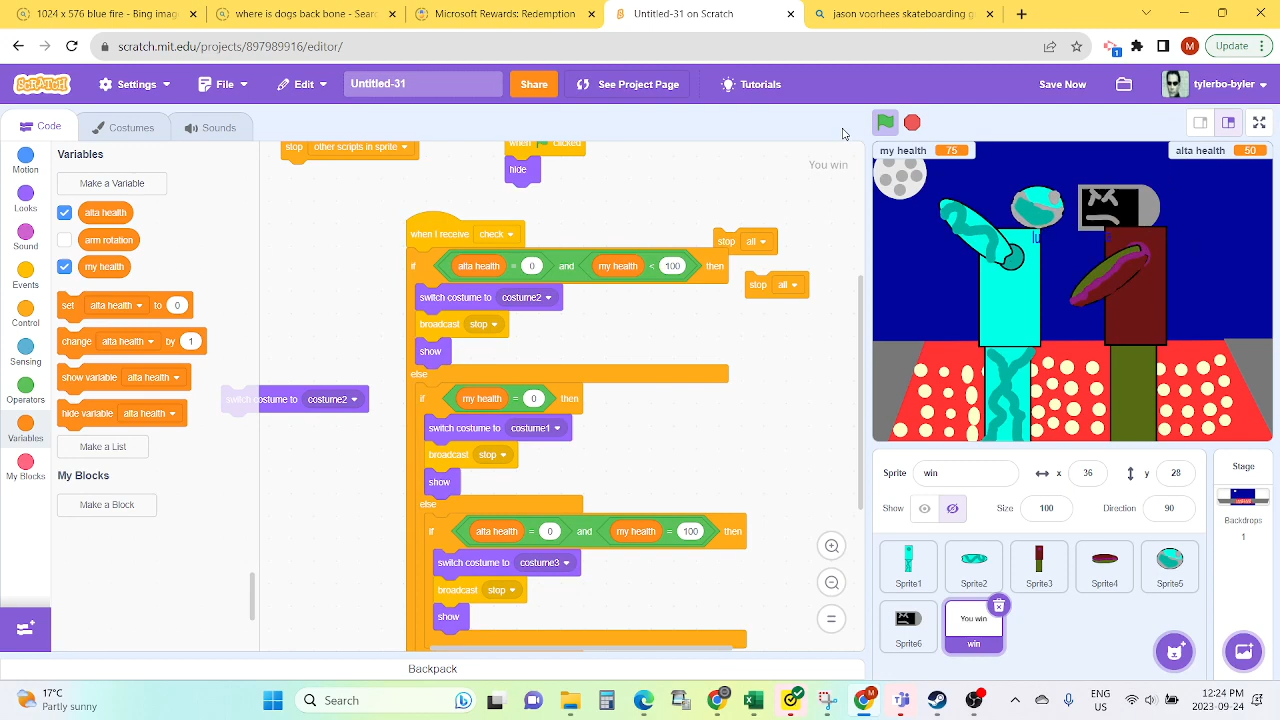 1024 x 506 - Bing images
where is dog's center? - Search
Microsoft Rewards - Redemption
Untitled-31 on Scratch
jason voorhees skateboarding g
scratch.mit.edu/projects/897989916/editor/
1
M
Update
SCRATCH
Settings
File
Edit
Untitled-31
Share
See Project Page
Tutorials
Save Now
tylerbo-byler
Code
Costumes
Sounds
Motion
Looks
Sound
Events
Control
Sensing
Operators
Variables
My Blocks
Variables
Make a Variable
alta health
arm rotation
my health
set alta health to 0
change alta health by 1
show variable alta health
hide variable alta health
Make a List
My Blocks
Make a Block
switch costume to costume2
stop other scripts in sprite
when clicked
hide
You win
when I receive check
if alta health = 0 and my health < 100 then
switch costume to costume2
broadcast stop
show
else
if my health = 0 then
switch costume to costume1
broadcast stop
show
else
if alta health = 0 and my health = 100 then
switch costume to costume3
broadcast stop
show
stop all
stop all
Backpack
my health 75
alta health 50
Sprite win x 36 y 28
Show Size 100 Direction 90
Stage
Backdrops
1
Sprite1
Sprite2
Sprite3
Sprite4
Sprite5
Sprite6
You win
win
17°C
Partly sunny
Search
M
ENG
US
12:24 PM
2023-09-24